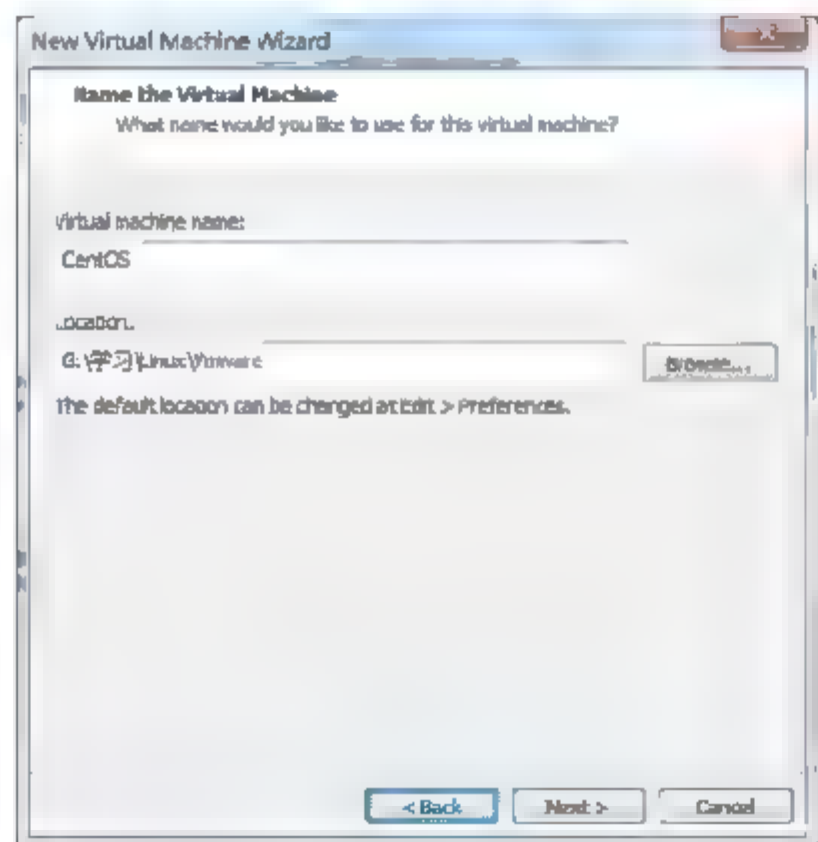 New Virtual Machine Wizard
Name the Virtual Machine
What name would you like to use for this virtual machine?
Virtual machine name:
CentOS
Location:
G:\学习\Linux\Vmware
Browse...
The default location can be changed at Edit > Preferences.
< Back
Next >
Cancel